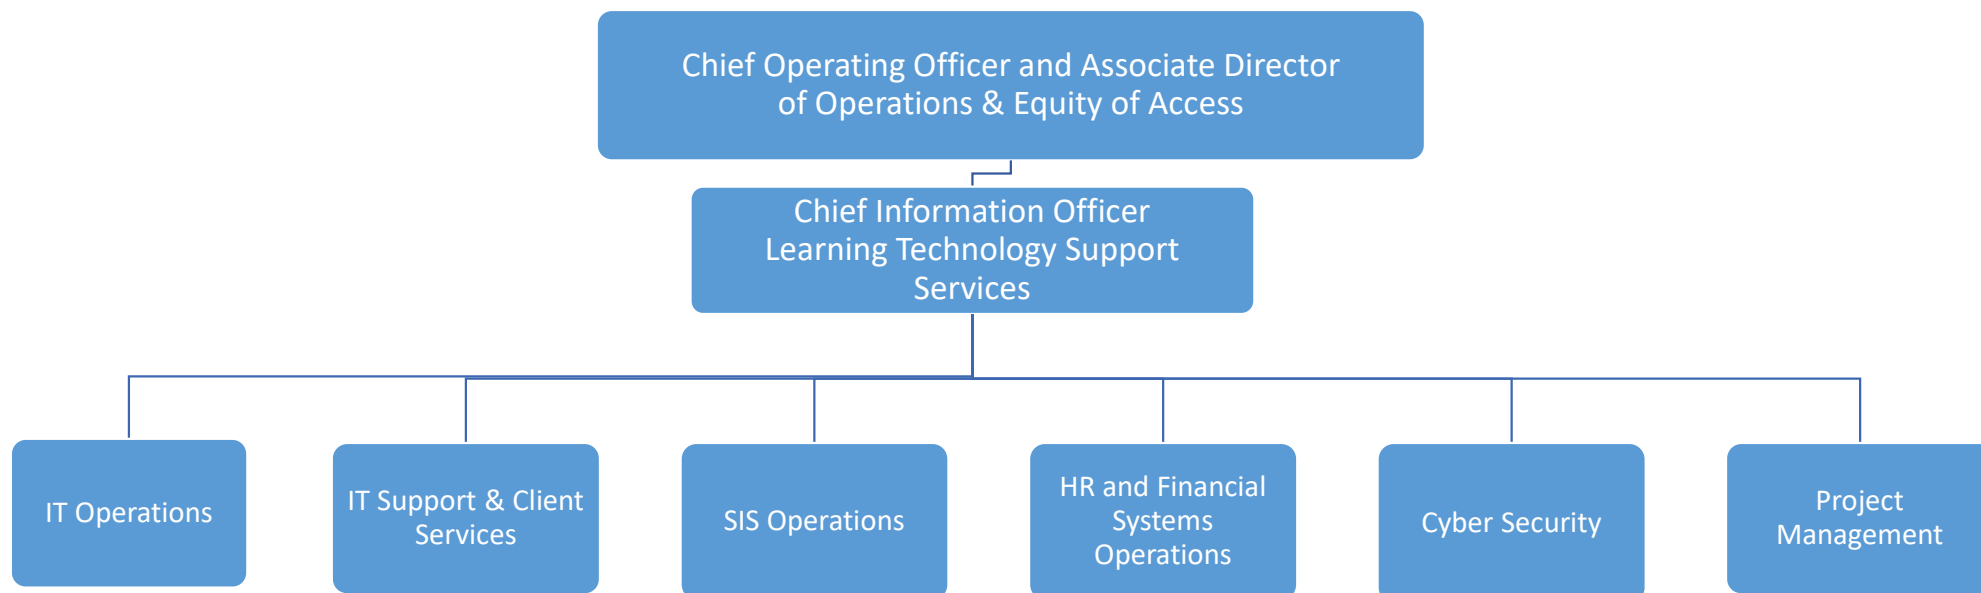 Chief Operating Officer and Associate Director
of Operations & Equity of Access
Chief Information Officer
Learning Technology Support
Services
IT Operations
IT Support & Client
Services
SIS Operations
HR and Financial
Systems
Operations
Cyber Security
Project
Management